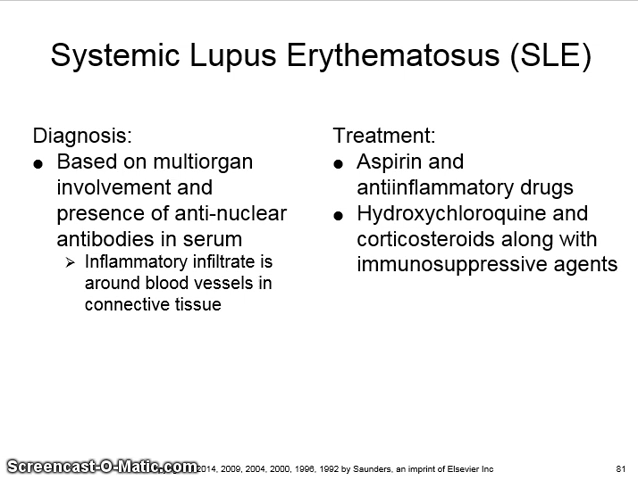 Systemic Lupus Erythematosus (SLE)
Diagnosis:
● Based on multiorgan
involvement and
presence of anti-nuclear
antibodies in serum
➢ Inflammatory infiltrate is
around blood vessels in
connective tissue
Treatment:
● Aspirin and
antiinflammatory drugs
● Hydroxychloroquine and
corticosteroids along with
immunosuppressive agents
Screencast-O-Matic.com
2014, 2009, 2004, 2000, 1996, 1992 by Saunders, an imprint of Elsevier Inc
81